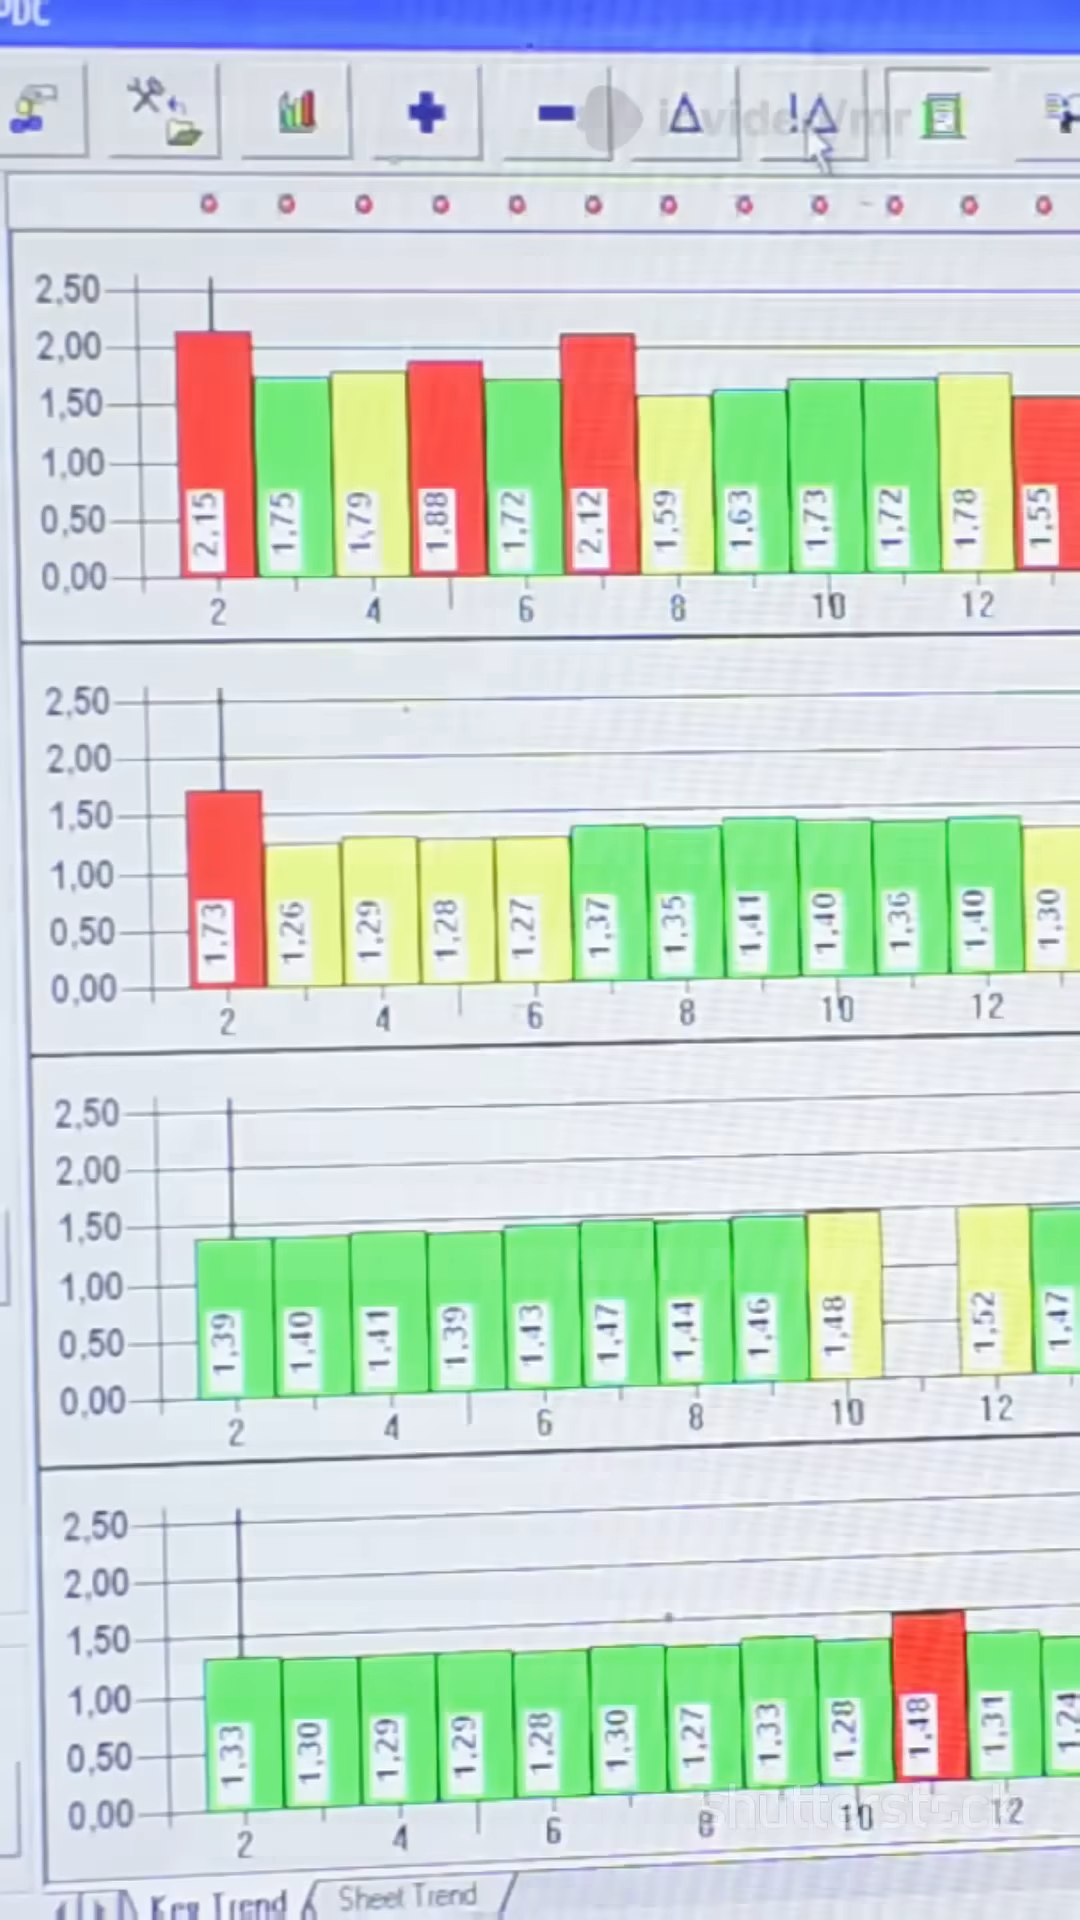 PDC
2,50
2,00
1,50
1,00
0,50
0,00
2,15 1,75 1,79 1,88 1,72 2,12 1,59 1,63 1,73 1,72 1,78 1,55
2 4 6 8 10 12
2,50
2,00
1,50
1,00
0,50
0,00
1,73 1,26 1,29 1,28 1,27 1,37 1,35 1,41 1,40 1,36 1,40 1,30
2 4 6 8 10 12
2,50
2,00
1,50
1,00
0,50
0,00
1,39 1,40 1,41 1,39 1,43 1,47 1,44 1,46 1,48 1,52 1,47
2 4 6 8 10 12
2,50
2,00
1,50
1,00
0,50
0,00
1,33 1,30 1,29 1,29 1,28 1,30 1,27 1,33 1,28 1,48 1,31 1,24
2 4 6 8 10 12
shutterstock
Key Trend Sheet Trend